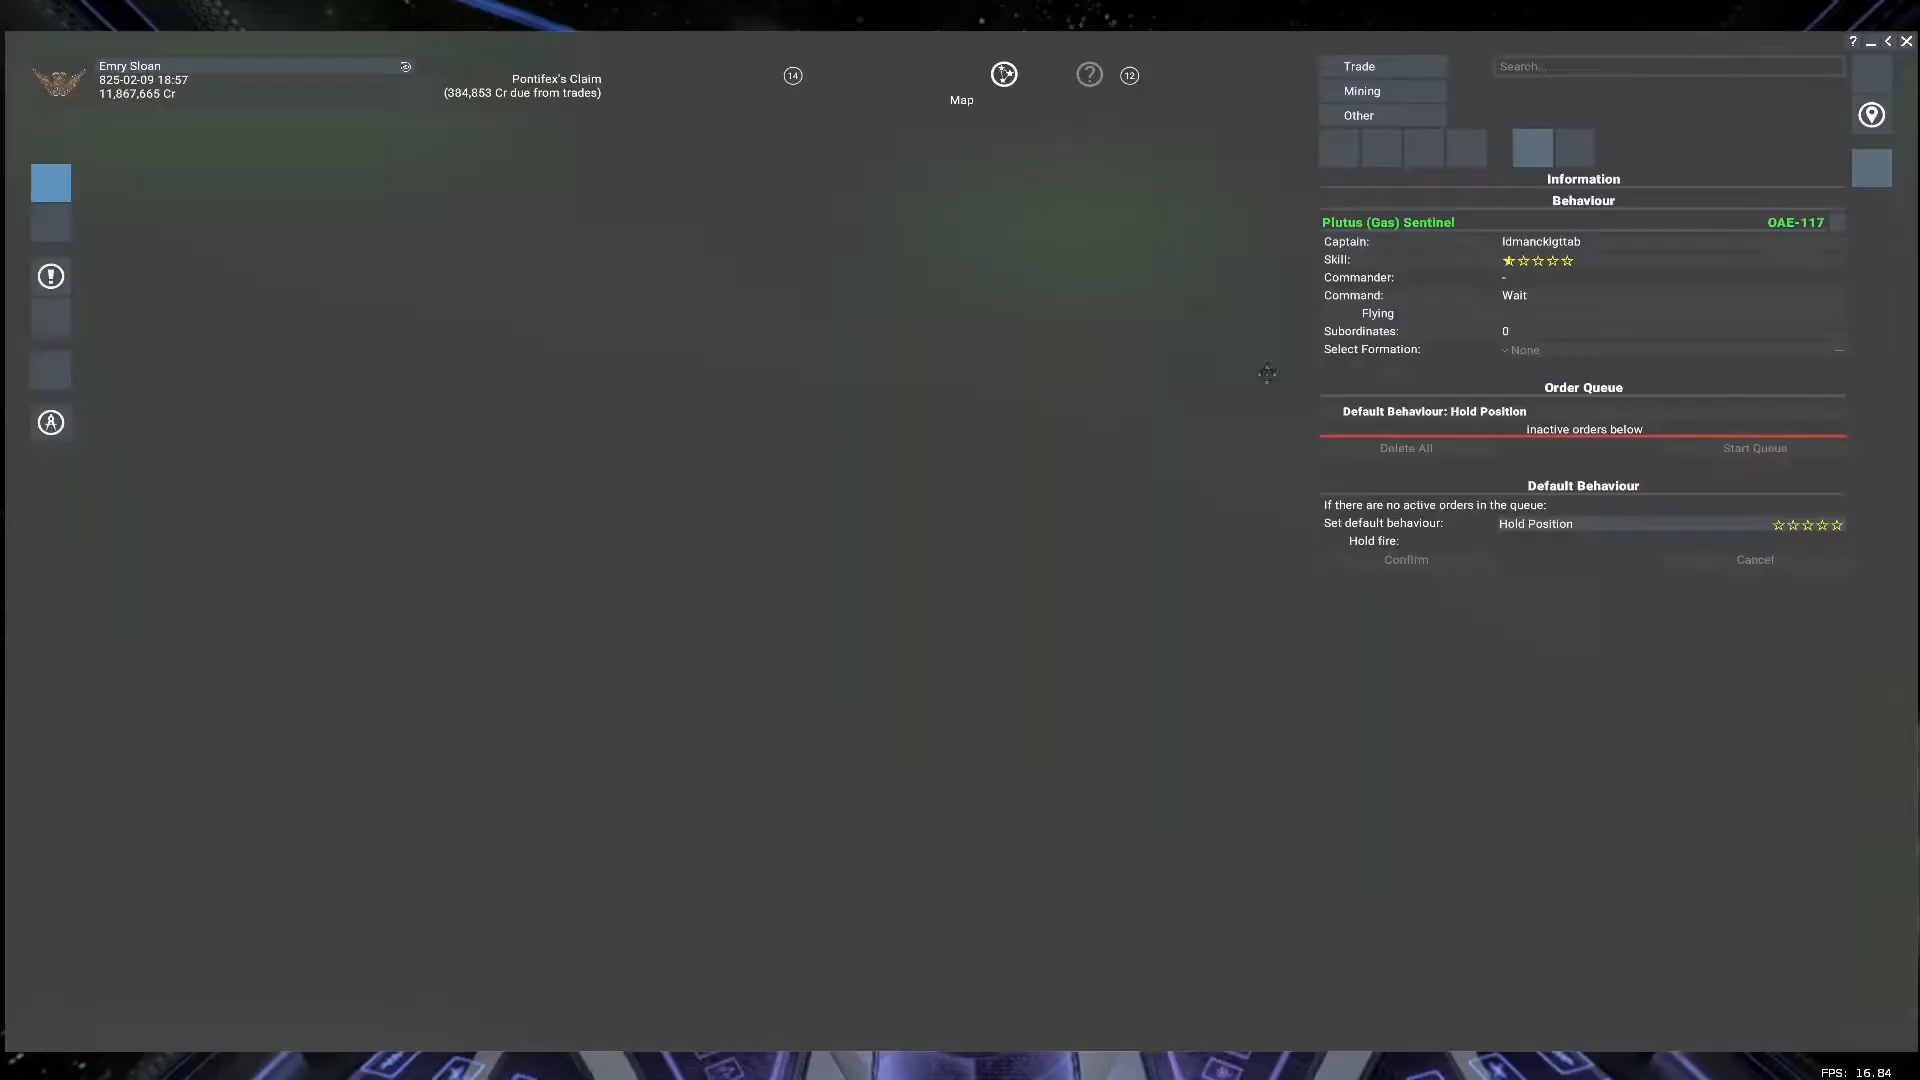 Emry Sloan
825-02-09 18:57
11,867,665 Cr
Pontifex's Claim
(384,853 Cr due from trades)
14
Map
?
12
? _ < X
Trade
Mining
Other
Search...
Information
Behaviour
Plutus (Gas) Sentinel OAE-117
Captain: Idmanckigttab
Skill:
Commander: -
Command: Wait
Flying
Subordinates: 0
Select Formation: None
Order Queue
Default Behaviour: Hold Position
inactive orders below
Delete All Start Queue
Default Behaviour
If there are no active orders in the queue:
Set default behaviour: Hold Position
Hold fire:
Confirm Cancel
FPS: 16.84